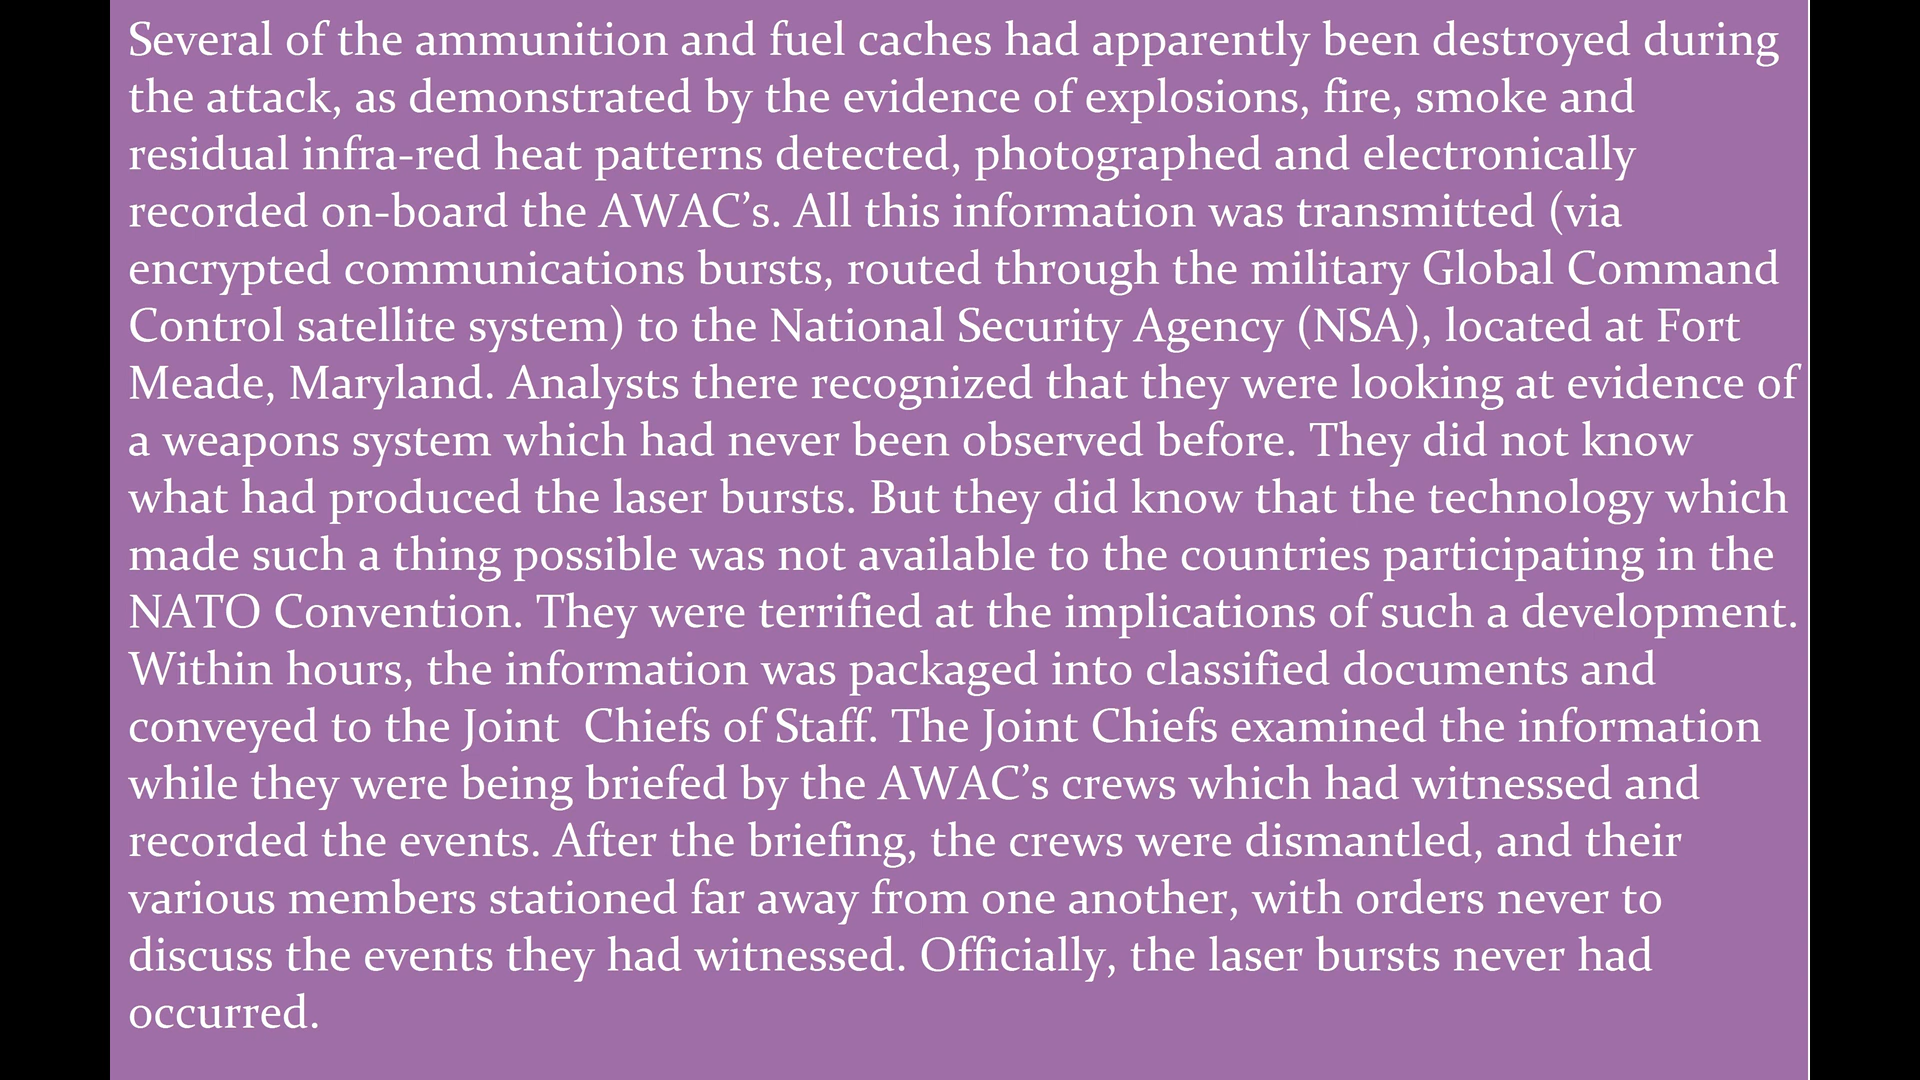 Several of the ammunition and fuel caches had apparently been destroyed during
the attack, as demonstrated by the evidence of explosions, fire, smoke and
residual infra-red heat patterns detected, photographed and electronically
recorded on-board the AWAC’s. All this information was transmitted (via
encrypted communications bursts, routed through the military Global Command
Control satellite system) to the National Security Agency (NSA), located at Fort
Meade, Maryland. Analysts there recognized that they were looking at evidence of
a weapons system which had never been observed before. They did not know
what had produced the laser bursts. But they did know that the technology which
made such a thing possible was not available to the countries participating in the
NATO Convention. They were terrified at the implications of such a development.
Within hours, the information was packaged into classified documents and
conveyed to the Joint  Chiefs of Staff. The Joint Chiefs examined the information
while they were being briefed by the AWAC’s crews which had witnessed and
recorded the events. After the briefing, the crews were dismantled, and their
various members stationed far away from one another, with orders never to
discuss the events they had witnessed. Officially, the laser bursts never had
occurred.